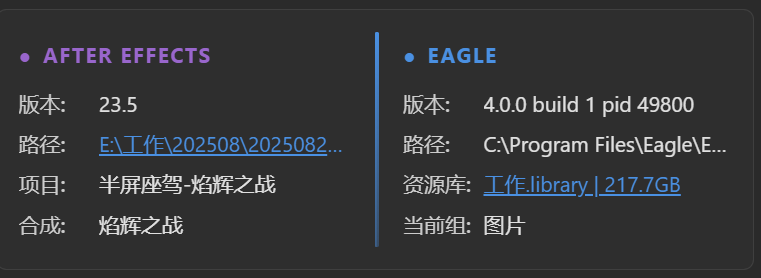 AFTER EFFECTS
版本: 23.5
路径: E:\工作\202508\2025082...
项目: 半屏座驾-焰辉之战
合成: 焰辉之战
EAGLE
版本: 4.0.0 build 1 pid 49800
路径: C:\Program Files\Eagle\E...
资源库: 工作.library | 217.7GB
当前组: 图片